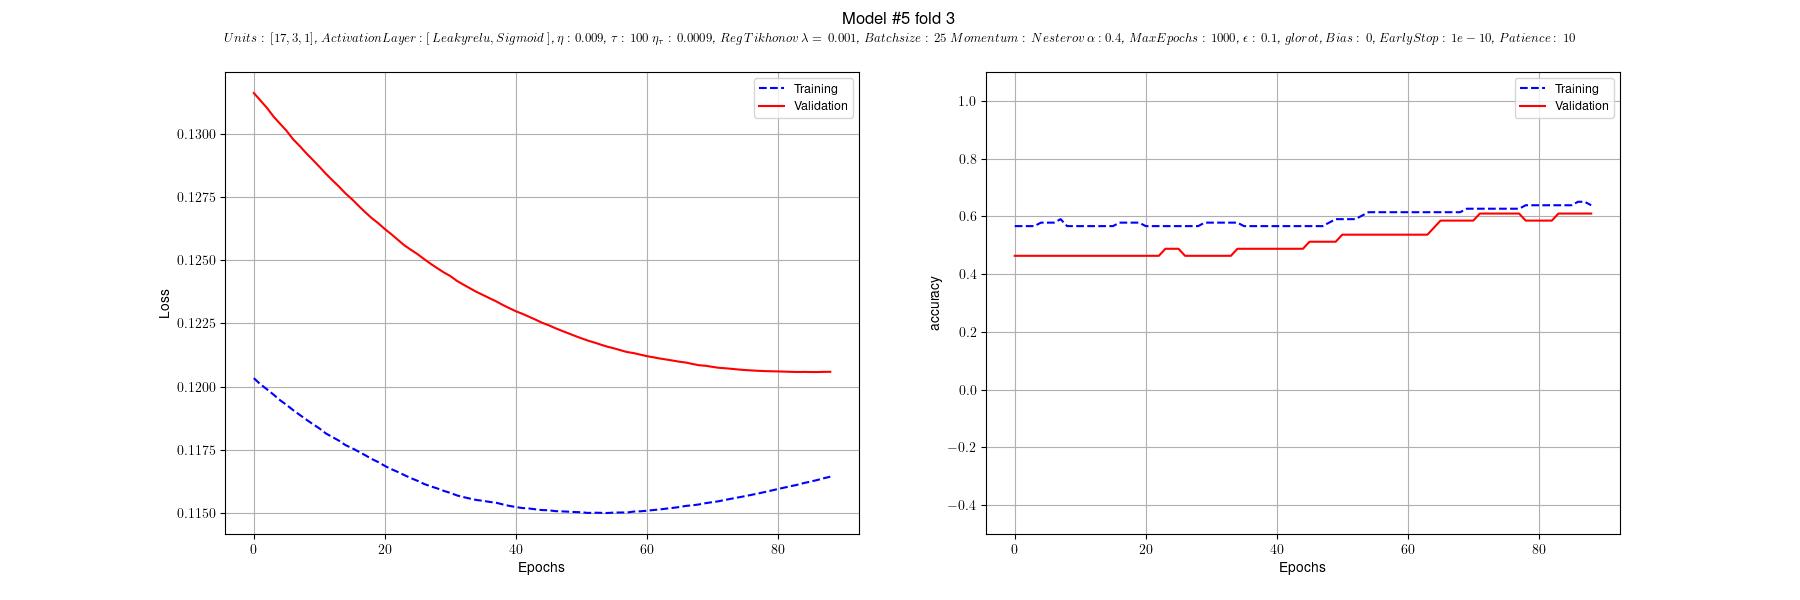 Model #5 fold 3
Units : [17, 3, 1], ActivationLayer : [ Leakyrelu, Sigmoid ], η : 0.009, τ : 100 η_τ : 0.0009, RegTikhonov λ = 0.001, Batchsize : 25 Momentum : Nesterov α : 0.4, MaxEpochs : 1000, ϵ : 0.1, glorot, Bias : 0, EarlyStop : 1e − 10, Patience : 10
Training
Validation
0.1300
0.1275
0.1250
0.1225
0.1200
0.1175
0.1150
Loss
0 20 40 60 80
Epochs
Training
Validation
1.0
0.8
0.6
0.4
0.2
0.0
−0.2
−0.4
accuracy
0 20 40 60 80
Epochs